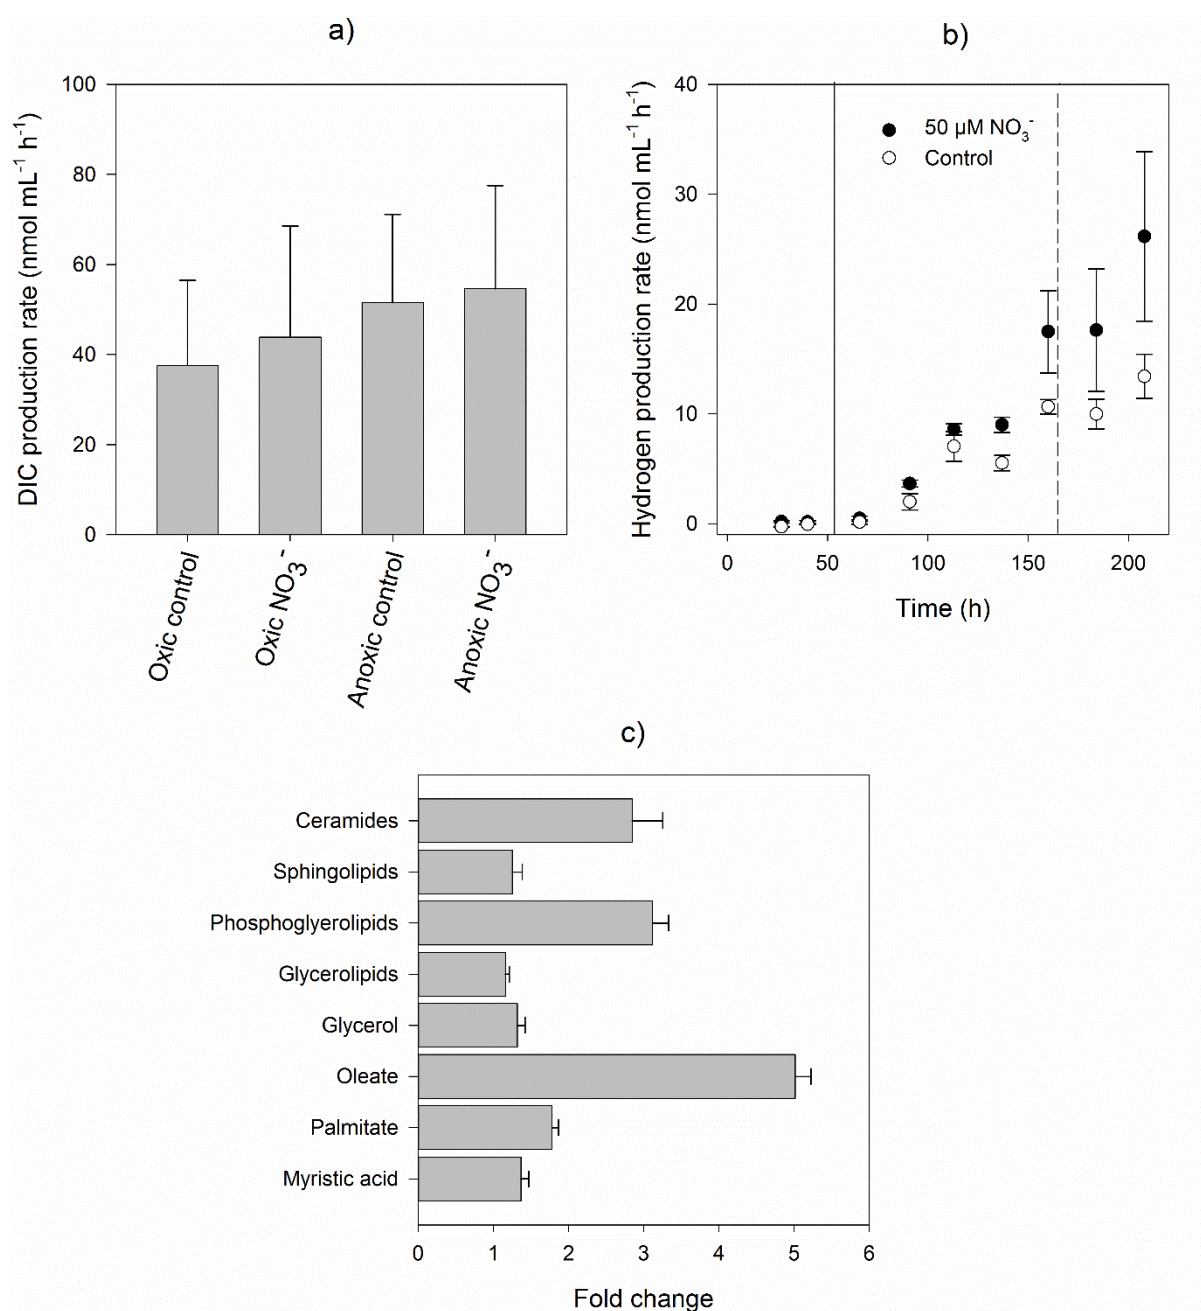 a)
100
80
60
40
20
0
DIC production rate (nmol mL⁻¹ h⁻¹)
Oxic control
Oxic NO₃⁻
Anoxic control
Anoxic NO₃⁻
b)
40
30
20
10
0
Hydrogen production rate (nmol mL⁻¹ h⁻¹)
50 µM NO₃⁻
Control
0 50 100 150 200
Time (h)
c)
Ceramides
Sphingolipids
Phosphoglyerolipids
Glycerolipids
Glycerol
Oleate
Palmitate
Myristic acid
0 1 2 3 4 5 6
Fold change